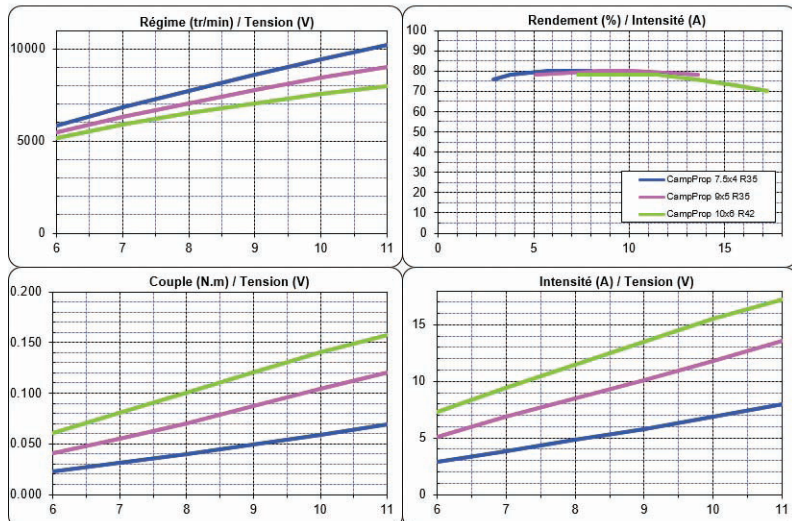 Régime (tr/min) / Tension (V)
10000
5000
0
6 7 8 9 10 11
Rendement (%) / Intensité (A)
100
90
80
70
60
50
40
30
20
10
0
0 5 10 15
CampProp 7.5x4 R35
CampProp 9x5 R35
CampProp 10x6 R42
Couple (N.m) / Tension (V)
0.200
0.150
0.100
0.050
0.000
6 7 8 9 10 11
Intensité (A) / Tension (V)
15
10
5
0
6 7 8 9 10 11